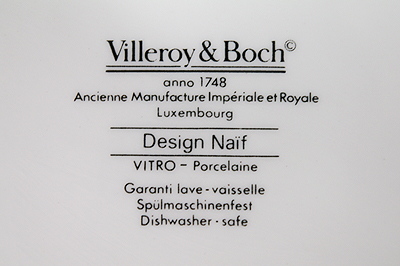 Villeroy & Boch©
anno 1748
Ancienne Manufacture Impériale et Royale
Luxembourg
Design Naïf
VITRO – Porcelaine
Garanti lave - vaisselle
Spülmaschinenfest
Dishwasher - safe